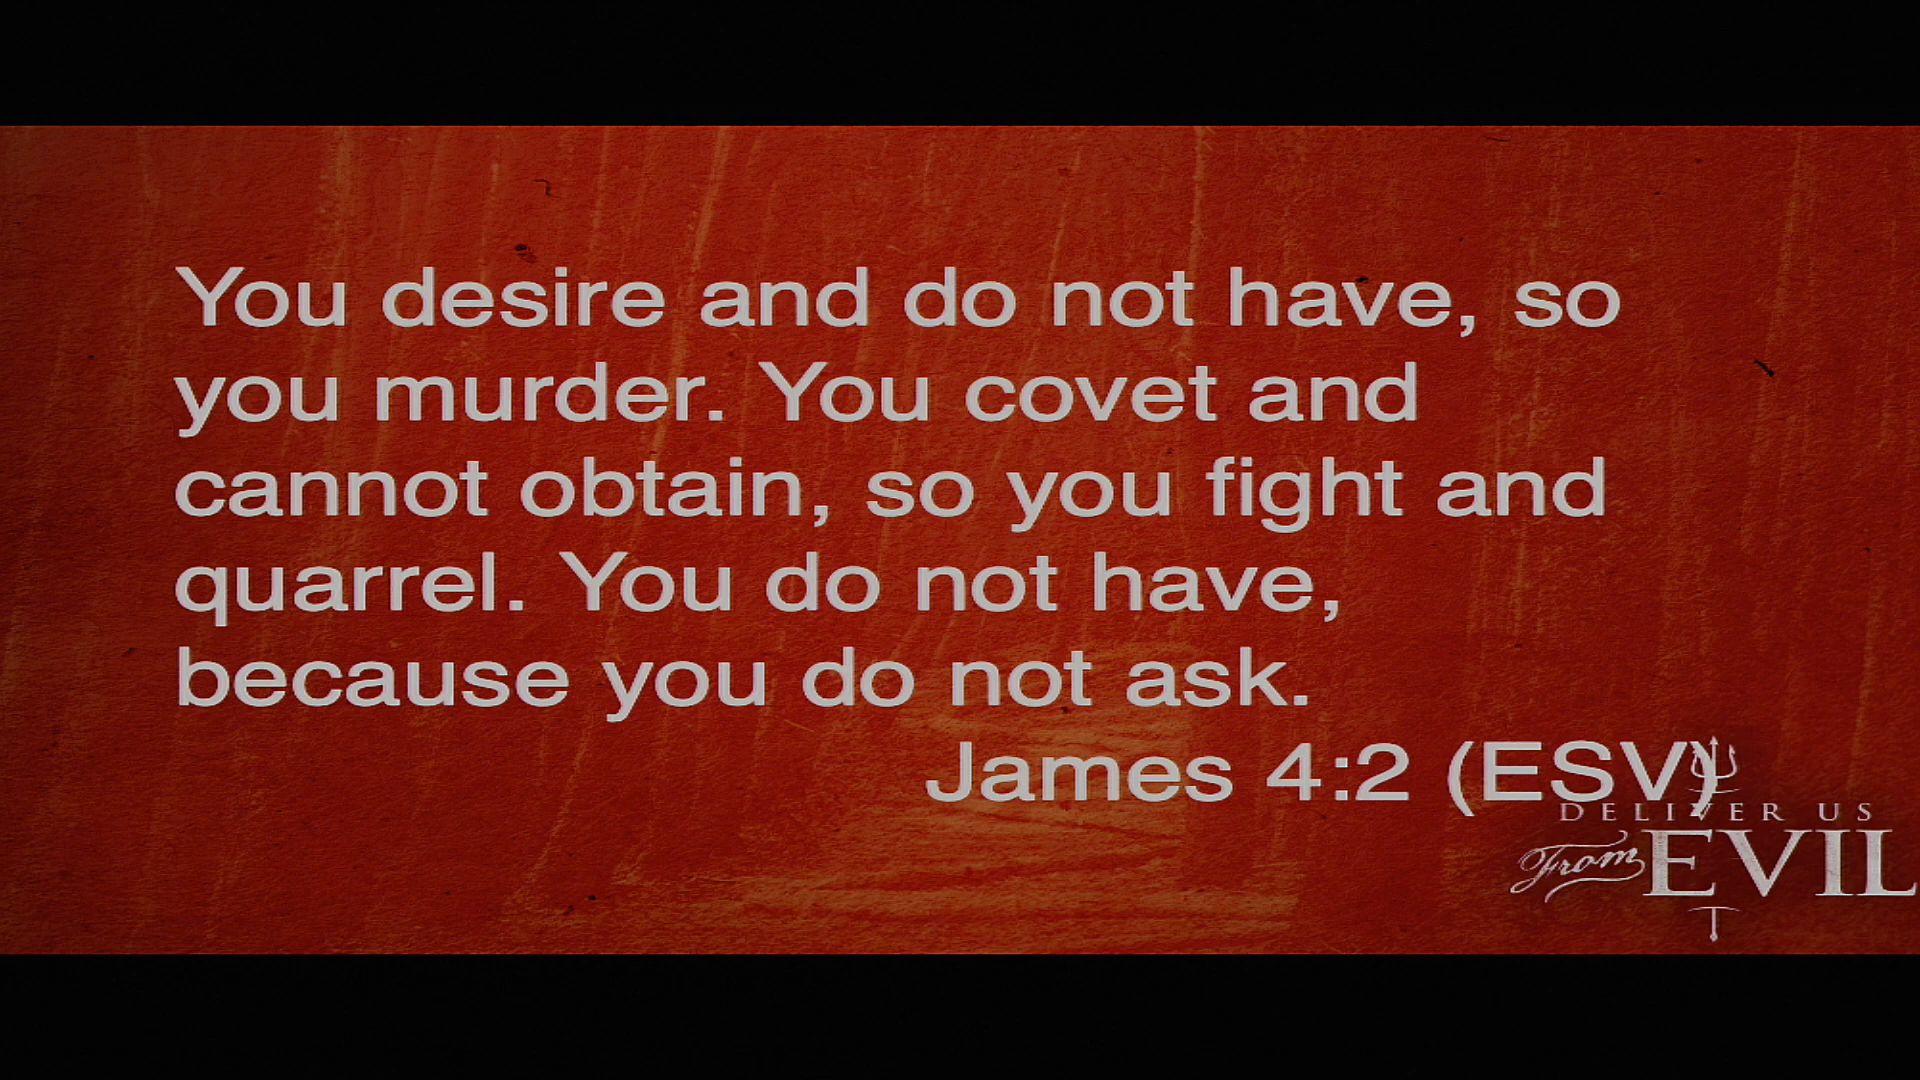 You desire and do not have, so
you murder. You covet and
cannot obtain, so you fight and
quarrel. You do not have,
because you do not ask.
James 4:2 (ESV)
DELIVER US
From EVIL